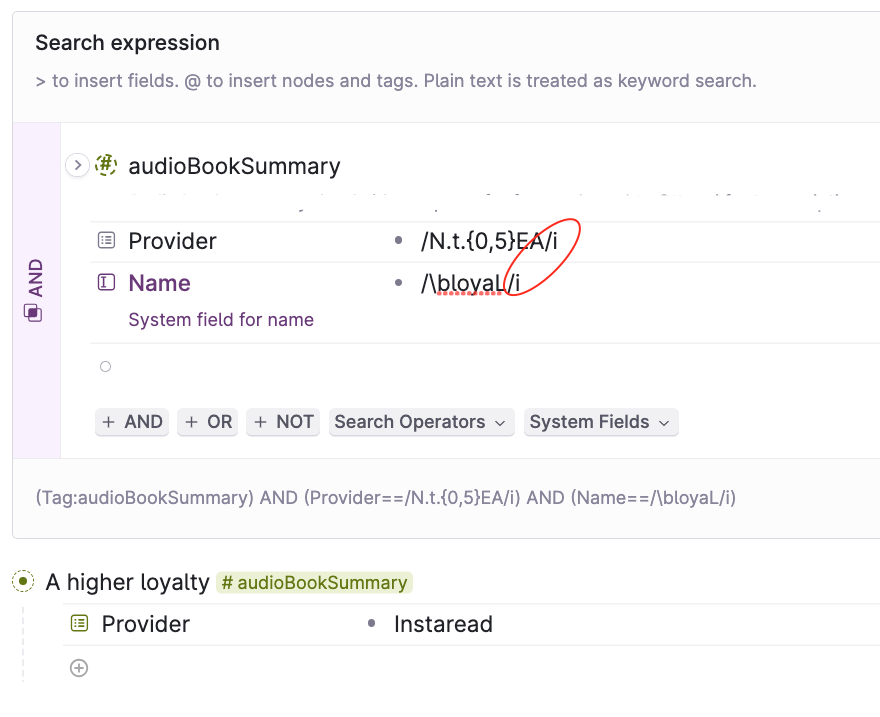 Search expression
> to insert fields. @ to insert nodes and tags. Plain text is treated as keyword search.
AND
# audioBookSummary
Provider • /N.t.{0,5}EA/i
Name • /\bloyaL/i
System field for name
+ AND + OR + NOT Search Operators System Fields
(Tag:audioBookSummary) AND (Provider==/N.t.{0,5}EA/i) AND (Name==/\bloyaL/i)
A higher loyalty # audioBookSummary
Provider • Instaread